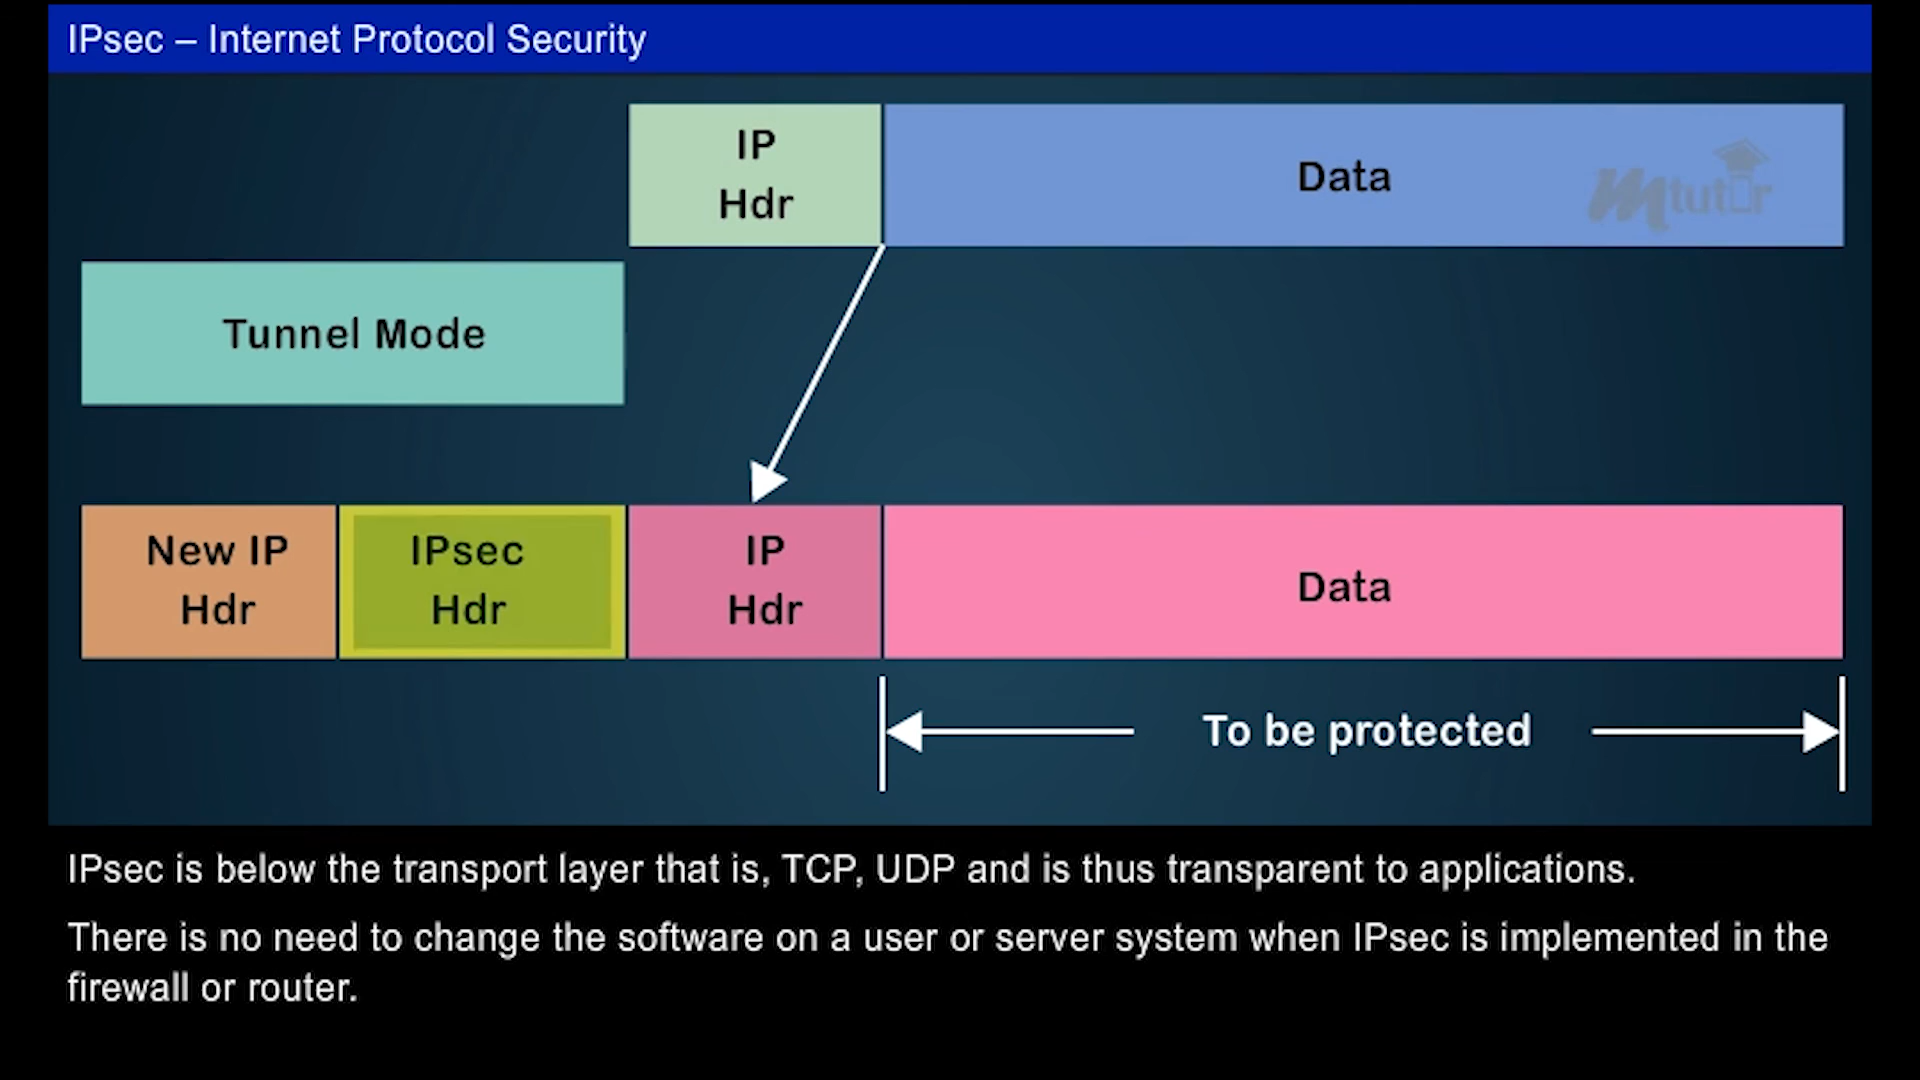 IPsec – Internet Protocol Security
IP
Hdr
Data
Mtutor
Tunnel Mode
New IP
Hdr
IPsec
Hdr
IP
Hdr
Data
To be protected
IPsec is below the transport layer that is, TCP, UDP and is thus transparent to applications.
There is no need to change the software on a user or server system when IPsec is implemented in the
firewall or router.